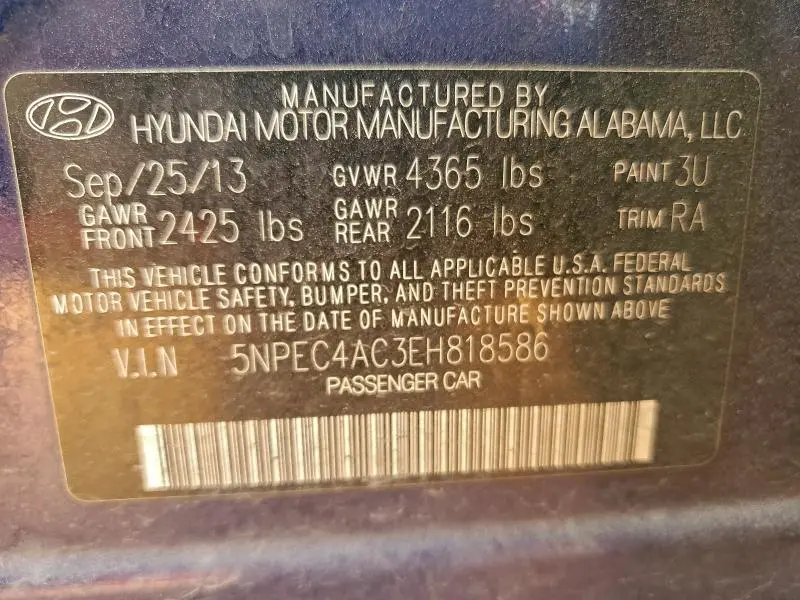 MANUFACTURED BY
HYUNDAI MOTOR MANUFACTURING ALABAMA, LLC
Sep/25/13 GVWR 4365 lbs PAINT 3U
GAWR FRONT 2425 lbs GAWR REAR 2116 lbs TRIM RA
THIS VEHICLE CONFORMS TO ALL APPLICABLE U.S.A. FEDERAL
MOTOR VEHICLE SAFETY, BUMPER, AND THEFT PREVENTION STANDARDS
IN EFFECT ON THE DATE OF MANUFACTURE SHOWN ABOVE
V.I.N 5NPEC4AC3EH818586
PASSENGER CAR